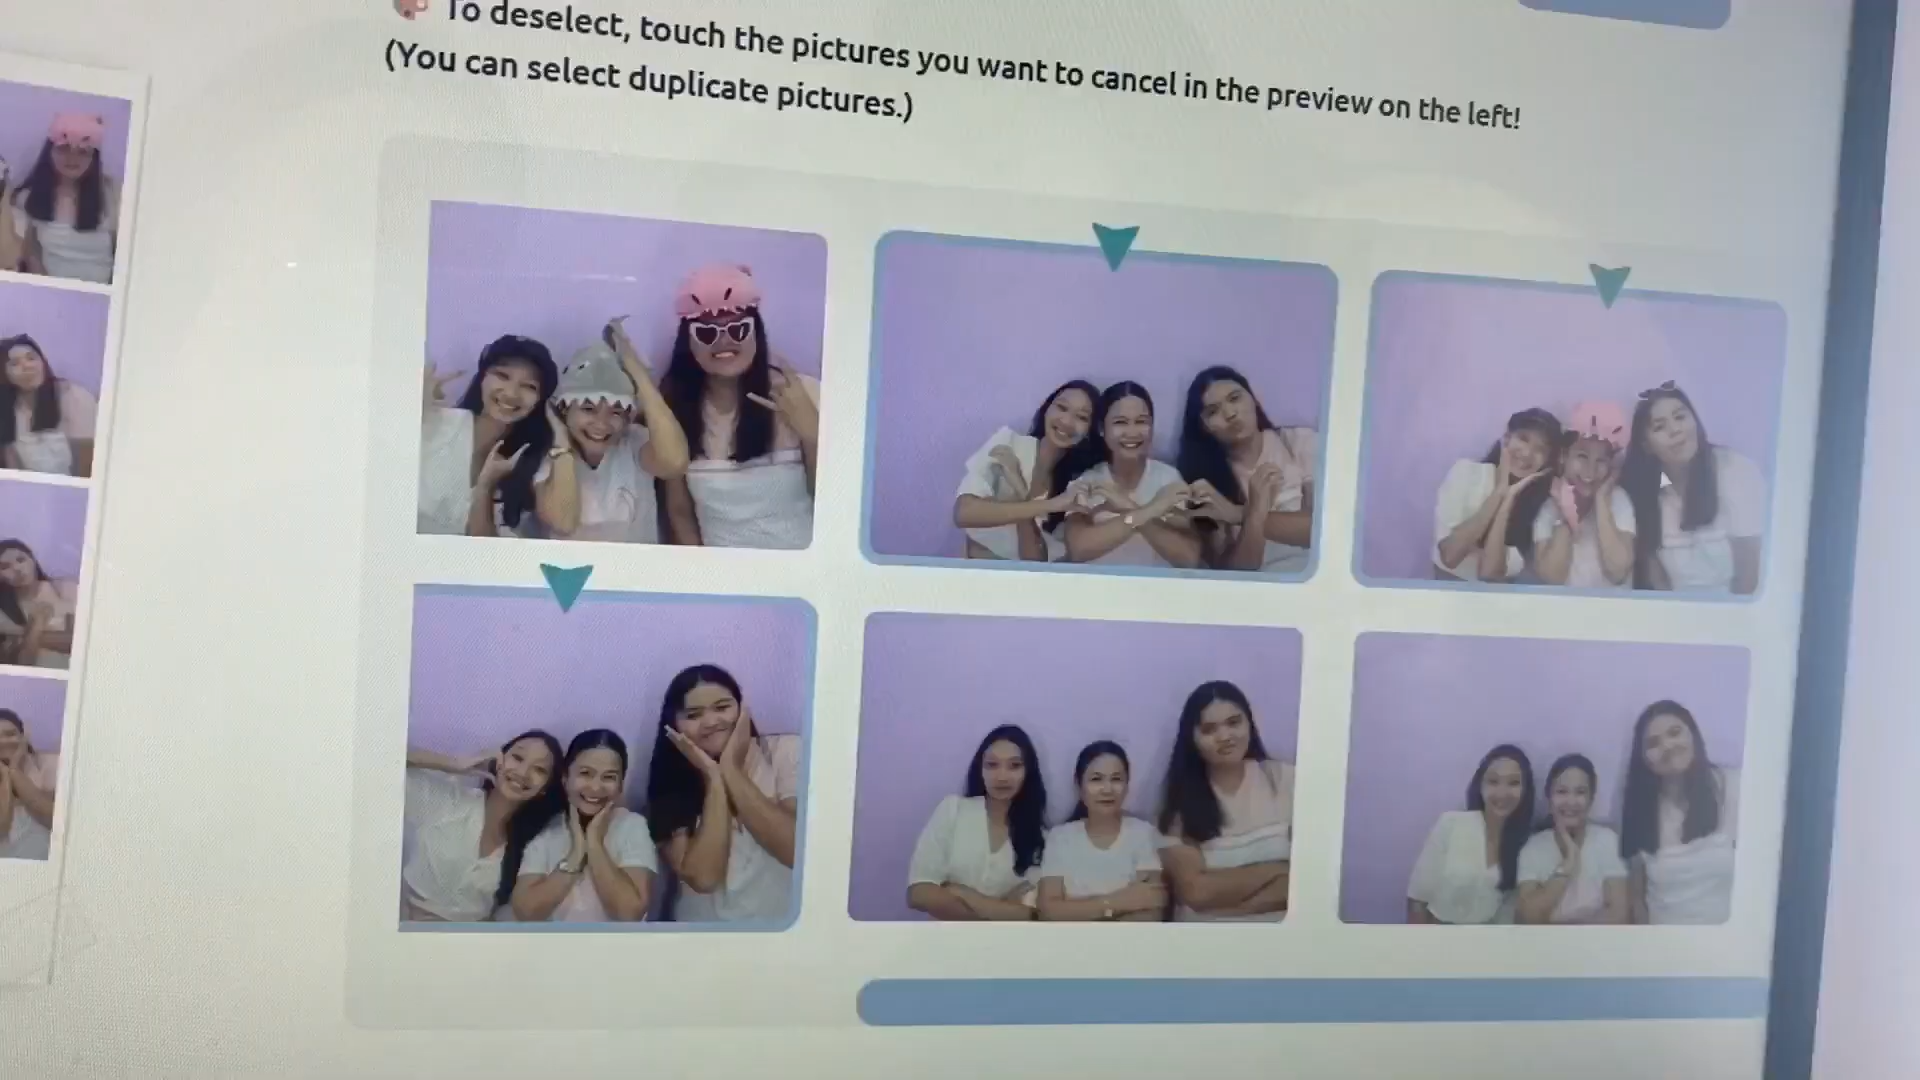 To deselect, touch the pictures you want to cancel in the preview on the left!
(You can select duplicate pictures.)